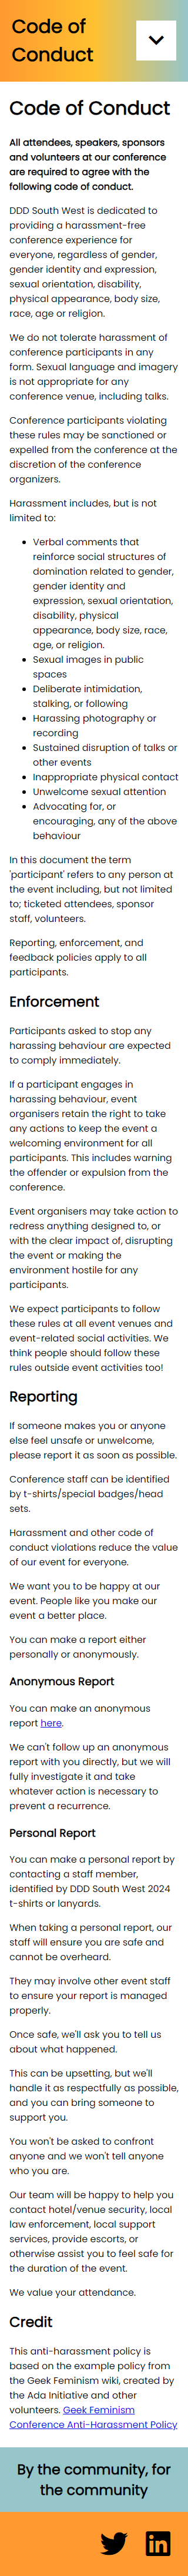 Code of
Conduct
Code of Conduct
All attendees, speakers, sponsors
and volunteers at our conference
are required to agree with the
following code of conduct.
DDD South West is dedicated to
providing a harassment-free
conference experience for
everyone, regardless of gender,
gender identity and expression,
sexual orientation, disability,
physical appearance, body size,
race, age or religion.
We do not tolerate harassment of
conference participants in any
form. Sexual language and imagery
is not appropriate for any
conference venue, including talks.
Conference participants violating
these rules may be sanctioned or
expelled from the conference at the
discretion of the conference
organizers.
Harassment includes, but is not
limited to:
Verbal comments that
reinforce social structures of
domination related to gender,
gender identity and
expression, sexual orientation,
disability, physical
appearance, body size, race,
age, or religion.
Sexual images in public
spaces
Deliberate intimidation,
stalking, or following
Harassing photography or
recording
Sustained disruption of talks or
other events
Inappropriate physical contact
Unwelcome sexual attention
Advocating for, or
encouraging, any of the above
behaviour
In this document the term
'participant' refers to any person at
the event including, but not limited
to; ticketed attendees, sponsor
staff, volunteers.
Reporting, enforcement, and
feedback policies apply to all
participants.
Enforcement
Participants asked to stop any
harassing behaviour are expected
to comply immediately.
If a participant engages in
harassing behaviour, event
organisers retain the right to take
any actions to keep the event a
welcoming environment for all
participants. This includes warning
the offender or expulsion from the
conference.
Event organisers may take action to
redress anything designed to, or
with the clear impact of, disrupting
the event or making the
environment hostile for any
participants.
We expect participants to follow
these rules at all event venues and
event-related social activities. We
think people should follow these
rules outside event activities too!
Reporting
If someone makes you or anyone
else feel unsafe or unwelcome,
please report it as soon as possible.
Conference staff can be identified
by t-shirts/special badges/head
sets.
Harassment and other code of
conduct violations reduce the value
of our event for everyone.
We want you to be happy at our
event. People like you make our
event a better place.
You can make a report either
personally or anonymously.
Anonymous Report
You can make an anonymous
report here.
We can't follow up an anonymous
report with you directly, but we will
fully investigate it and take
whatever action is necessary to
prevent a recurrence.
Personal Report
You can make a personal report by
contacting a staff member,
identified by DDD South West 2024
t-shirts or lanyards.
When taking a personal report, our
staff will ensure you are safe and
cannot be overheard.
They may involve other event staff
to ensure your report is managed
properly.
Once safe, we'll ask you to tell us
about what happened.
This can be upsetting, but we'll
handle it as respectfully as possible,
and you can bring someone to
support you.
You won't be asked to confront
anyone and we won't tell anyone
who you are.
Our team will be happy to help you
contact hotel/venue security, local
law enforcement, local support
services, provide escorts, or
otherwise assist you to feel safe for
the duration of the event.
We value your attendance.
Credit
This anti-harassment policy is
based on the example policy from
the Geek Feminism wiki, created by
the Ada Initiative and other
volunteers. Geek Feminism
Conference Anti-Harassment Policy
By the community, for
the community